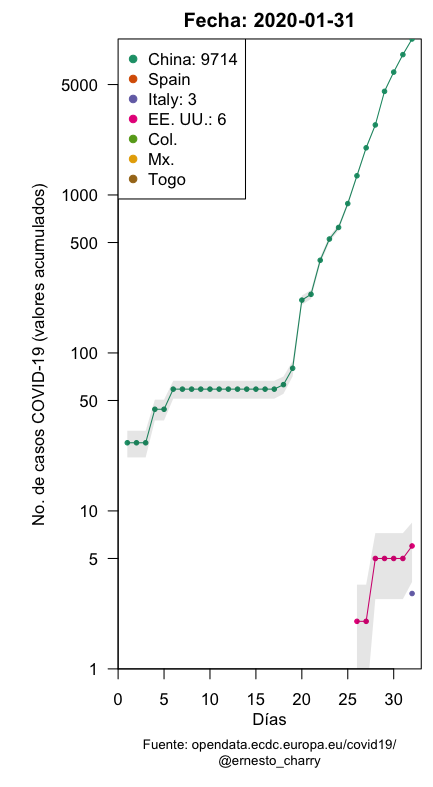 Fecha: 2020-01-31
China: 9714
Spain
Italy: 3
EE. UU.: 6
Col.
Mx.
Togo
No. de casos COVID-19 (valores acumulados)
5000
1000
500
100
50
10
5
1
0 5 10 15 20 25 30
Días
Fuente: opendata.ecdc.europa.eu/covid19/
@ernesto_charry